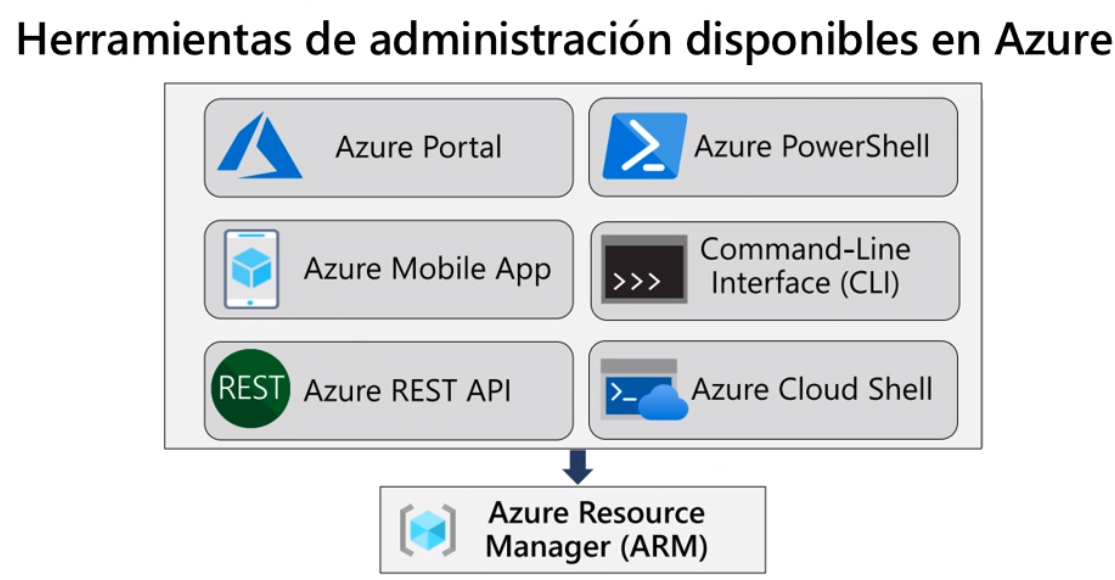 Herramientas de administración disponibles en Azure
Azure Portal
Azure PowerShell
Azure Mobile App
>>>
Command-Line
Interface (CLI)
REST
Azure REST API
>_
Azure Cloud Shell
Azure Resource
Manager (ARM)